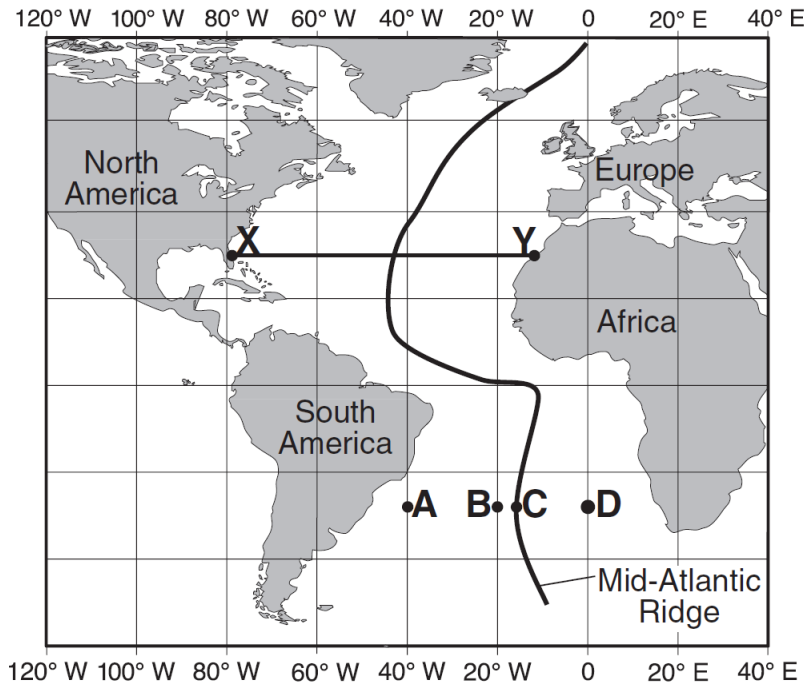 120° W 100° W 80° W 60° W 40° W 20° W 0 20° E 40° E
North
America
Europe
X
Y
Africa
South
America
A
B
C
D
Mid-Atlantic
Ridge
120° W 100° W 80° W 60° W 40° W 20° W 0 20° E 40° E